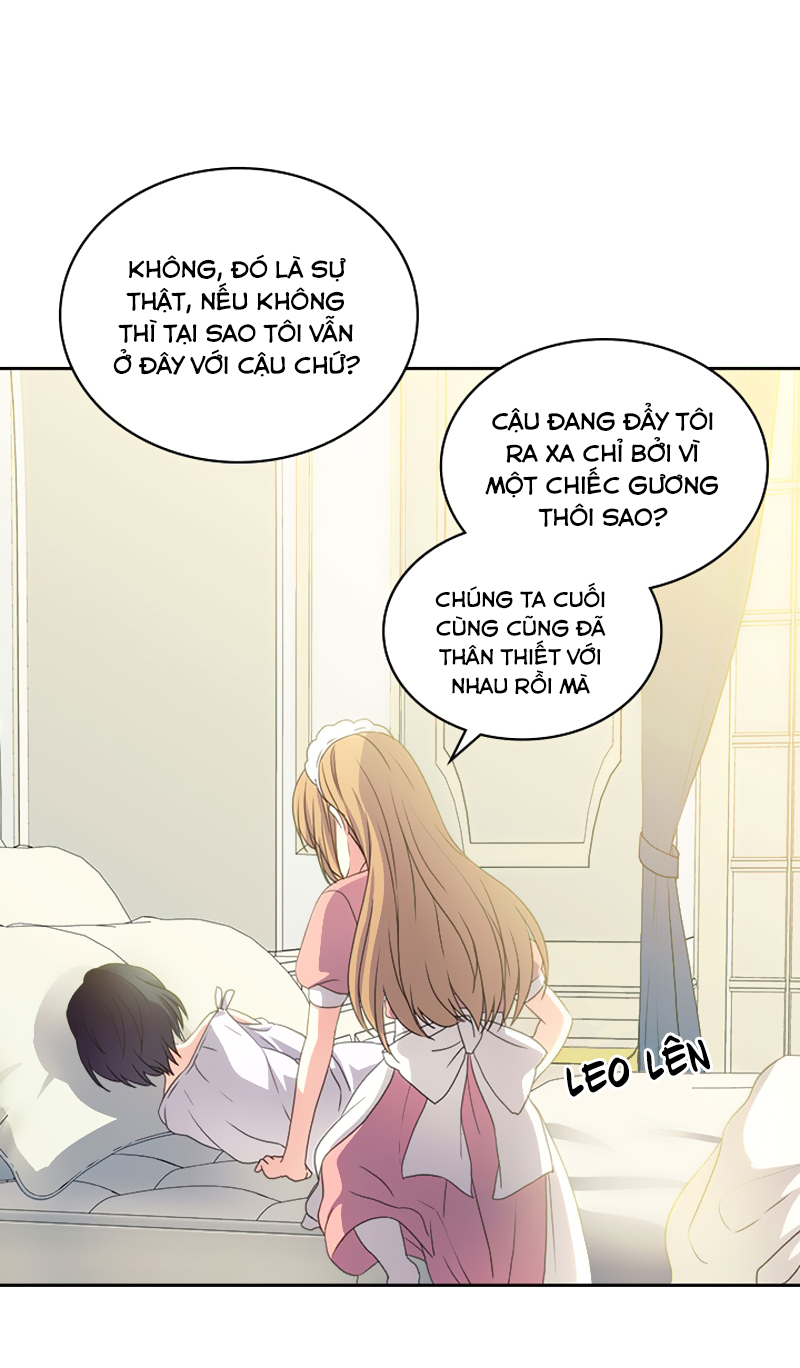 KHÔNG, ĐÓ LÀ SỰ
THẬT, NẾU KHÔNG
THÌ TẠI SAO TÔI VẪN
Ở ĐÂY VỚI CẬU CHỨ?
CẬU ĐANG ĐẨY TÔI
RA XA CHỈ BỞI VÌ
MỘT CHIẾC GƯƠNG
THÔI SAO?
CHÚNG TA CUỐI
CÙNG CŨNG ĐÃ
THÂN THIẾT VỚI
NHAU RỒI MÀ
LEO LÊN